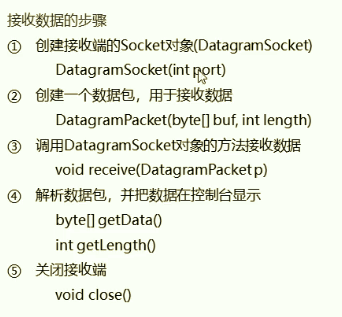 接收数据的步骤
① 创建接收端的Socket对象(DatagramSocket)
DatagramSocket(int port)
② 创建一个数据包，用于接收数据
DatagramPacket(byte[] buf, int length)
③ 调用DatagramSocket对象的方法接收数据
void receive(DatagramPacket p)
④ 解析数据包，并把数据在控制台显示
byte[] getData()
int getLength()
⑤ 关闭接收端
void close()